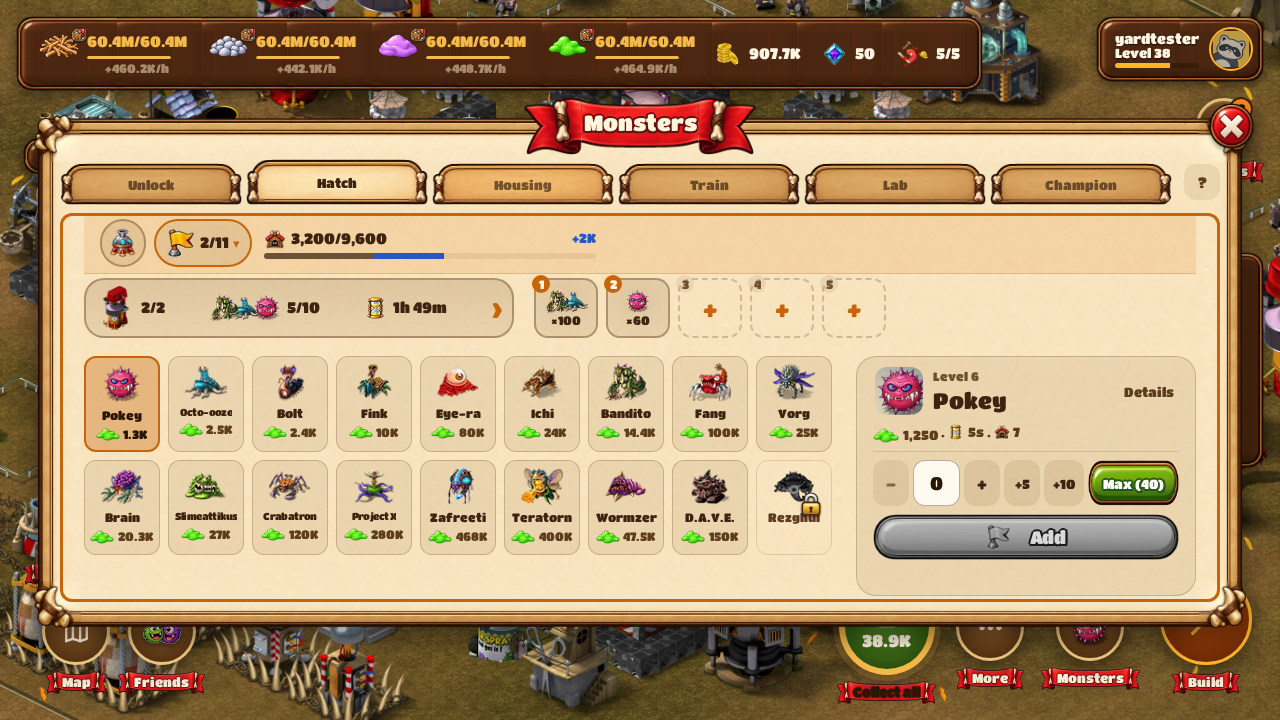 60.4M/60.4M 60.4M/60.4M 60.4M/60.4M 60.4M/60.4M 907.7K 50 5/5
+460.2K/h +442.1K/h +448.7K/h +464.9K/h
yardtester
Level 38
Monsters
Unlock Hatch Housing Train Lab Champion ?
2/11 3,200/9,600 +2K
2/2 5/10 1h 49m
1 ×100 2 ×60 3 + 4 + 5 +
Pokey Octo-ooze Bolt Fink Eye-ra Ichi Bandito Fang Vorg
1.3K 2.5K 2.4K 10K 80K 24K 14.4K 100K 25K
Brain Slimeattikus Crabatron Project X Zafreeti Teratorn Wormzer D.A.V.E.
20.3K 27K 120K 280K 468K 400K 47.5K 150K
Level 6
Pokey
Details
1,250 · 5s · 7
- 0 + +5 +10 Max (40)
Add
38.9K
Map Friends Collect all More Monsters Build